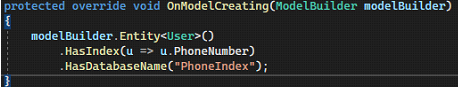 protected override void OnModelCreating(ModelBuilder modelBuilder)
{
    modelBuilder.Entity<User>()
        .HasIndex(u => u.PhoneNumber)
        .HasDatabaseName("PhoneIndex");
}